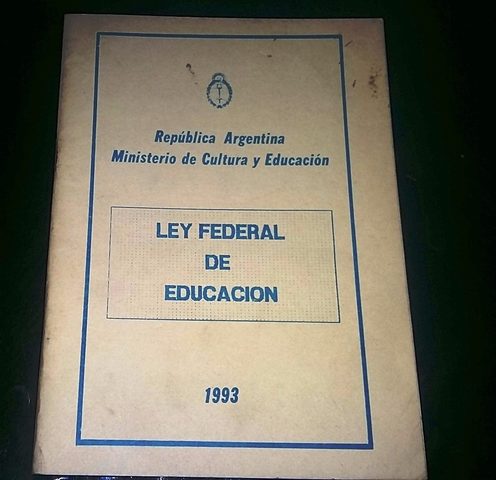 República Argentina
Ministerio de Cultura y Educación
LEY FEDERAL
DE
EDUCACION
1993